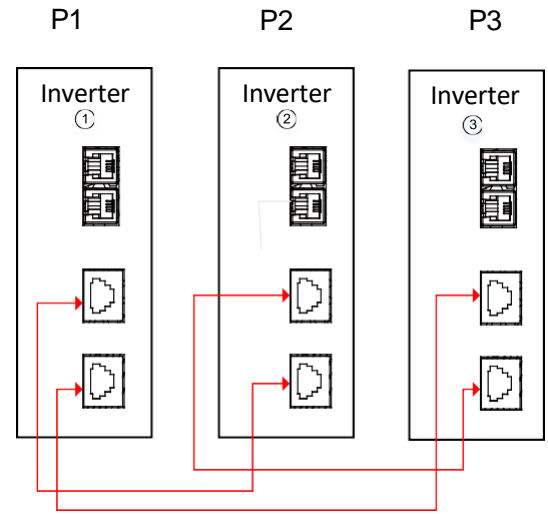 P1 P2 P3
Inverter Inverter Inverter
① ② ③